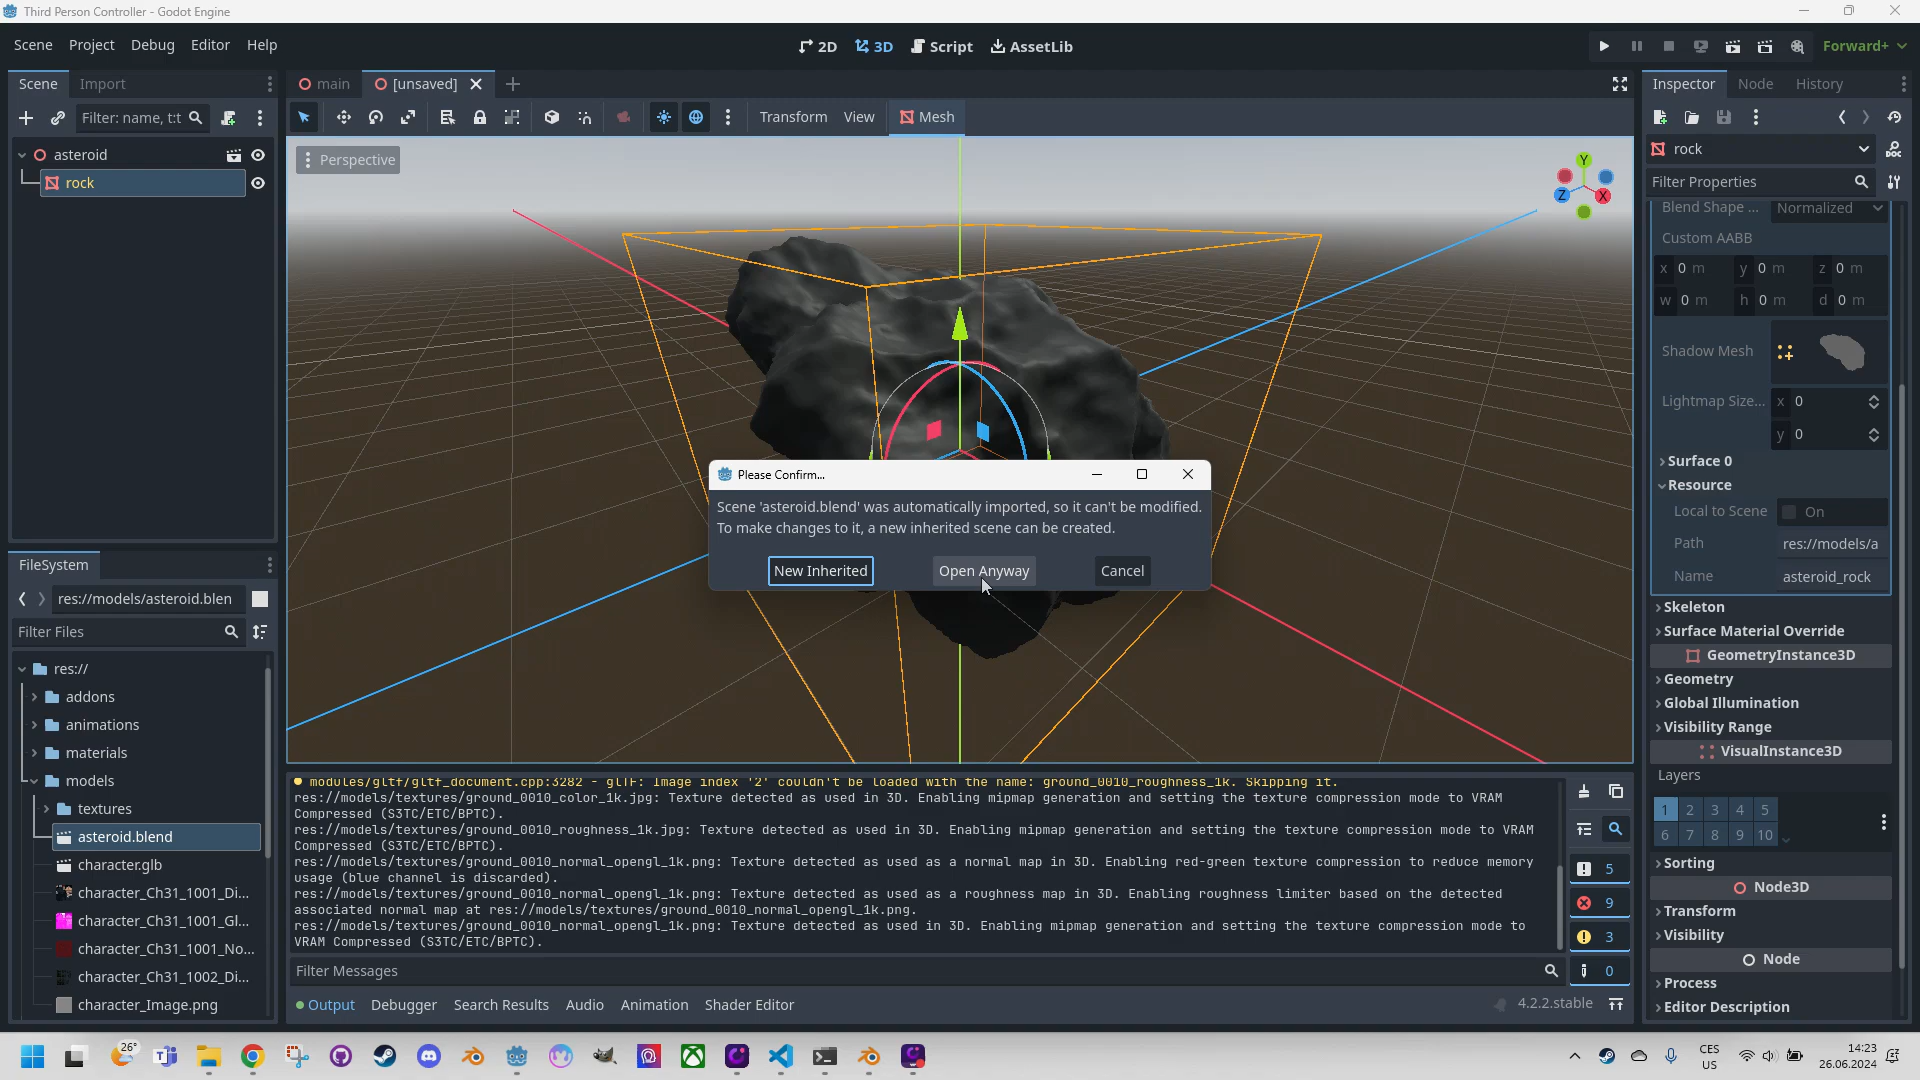 Third Person Controller - Godot Engine
Scene Project Debug Editor Help
2D 3D Script AssetLib
Forward+
Scene Import
main [unsaved]
Inspector Node History
Filter: name, t:t
Transform View Mesh
asteroid
rock
Perspective
Y
Z
X
rock
Filter Properties
Blend Shape ... Normalized
Custom AABB
x 0 m y 0 m z 0 m
w 0 m h 0 m d 0 m
Shadow Mesh
Lightmap Size... x 0
y 0
Surface 0
Resource
Local to Scene On
Path res://models/a
Name asteroid_rock
Skeleton
Surface Material Override
GeometryInstance3D
Geometry
Global Illumination
Visibility Range
VisualInstance3D
Layers
1 2 3 4 5
6 7 8 9 10
Sorting
Node3D
Transform
Visibility
Node
Process
Editor Description
Please Confirm...
Scene 'asteroid.blend' was automatically imported, so it can't be modified.
To make changes to it, a new inherited scene can be created.
New Inherited Open Anyway Cancel
FileSystem
res://models/asteroid.blen
Filter Files
res://
addons
animations
materials
models
textures
asteroid.blend
character.glb
character_Ch31_1001_Di...
character_Ch31_1001_Gl...
character_Ch31_1001_No...
character_Ch31_1002_Di...
character_Image.png
modules/gltf/gltf_document.cpp:3282 - glTF: Image index '2' couldn't be loaded with the name: ground_0010_roughness_1k. Skipping it.
res://models/textures/ground_0010_color_1k.jpg: Texture detected as used in 3D. Enabling mipmap generation and setting the texture compression mode to VRAM
Compressed (S3TC/ETC/BPTC).
res://models/textures/ground_0010_roughness_1k.jpg: Texture detected as used in 3D. Enabling mipmap generation and setting the texture compression mode to VRAM
Compressed (S3TC/ETC/BPTC).
res://models/textures/ground_0010_normal_opengl_1k.png: Texture detected as used as a normal map in 3D. Enabling red-green texture compression to reduce memory
usage (blue channel is discarded).
res://models/textures/ground_0010_normal_opengl_1k.png: Texture detected as used as a roughness map in 3D. Enabling roughness limiter based on the detected
associated normal map at res://models/textures/ground_0010_normal_opengl_1k.png.
res://models/textures/ground_0010_normal_opengl_1k.png: Texture detected as used in 3D. Enabling mipmap generation and setting the texture compression mode to
VRAM Compressed (S3TC/ETC/BPTC).
5
9
3
0
Filter Messages
Output Debugger Search Results Audio Animation Shader Editor
4.2.2.stable
26°
CES
US
14:23
26.06.2024